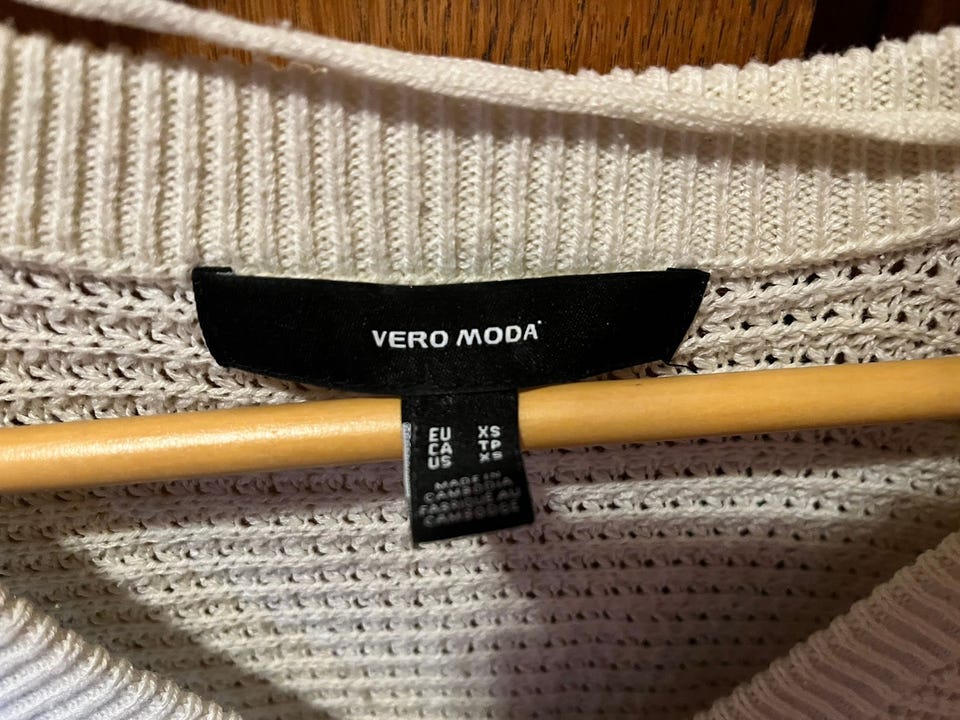 VERO MODA
EU XS
CA TP
US XS
MADE IN
CAMBODIA
FABRIQUÉ AU
CAMBODGE